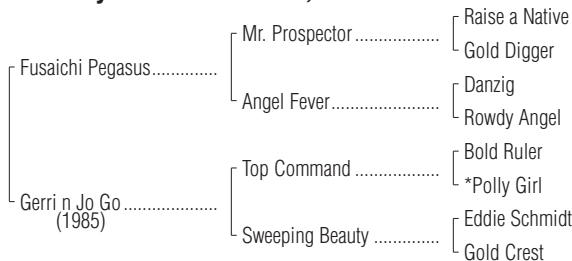 Raise a Native
Mr. Prospector ..................
Gold Digger
Fusaichi Pegasus..............
Danzig
Angel Fever.......................
Rowdy Angel
Bold Ruler
Top Command ..................
*Polly Girl
Gerri n Jo Go ....................
(1985)
Eddie Schmidt
Sweeping Beauty ..............
Gold Crest